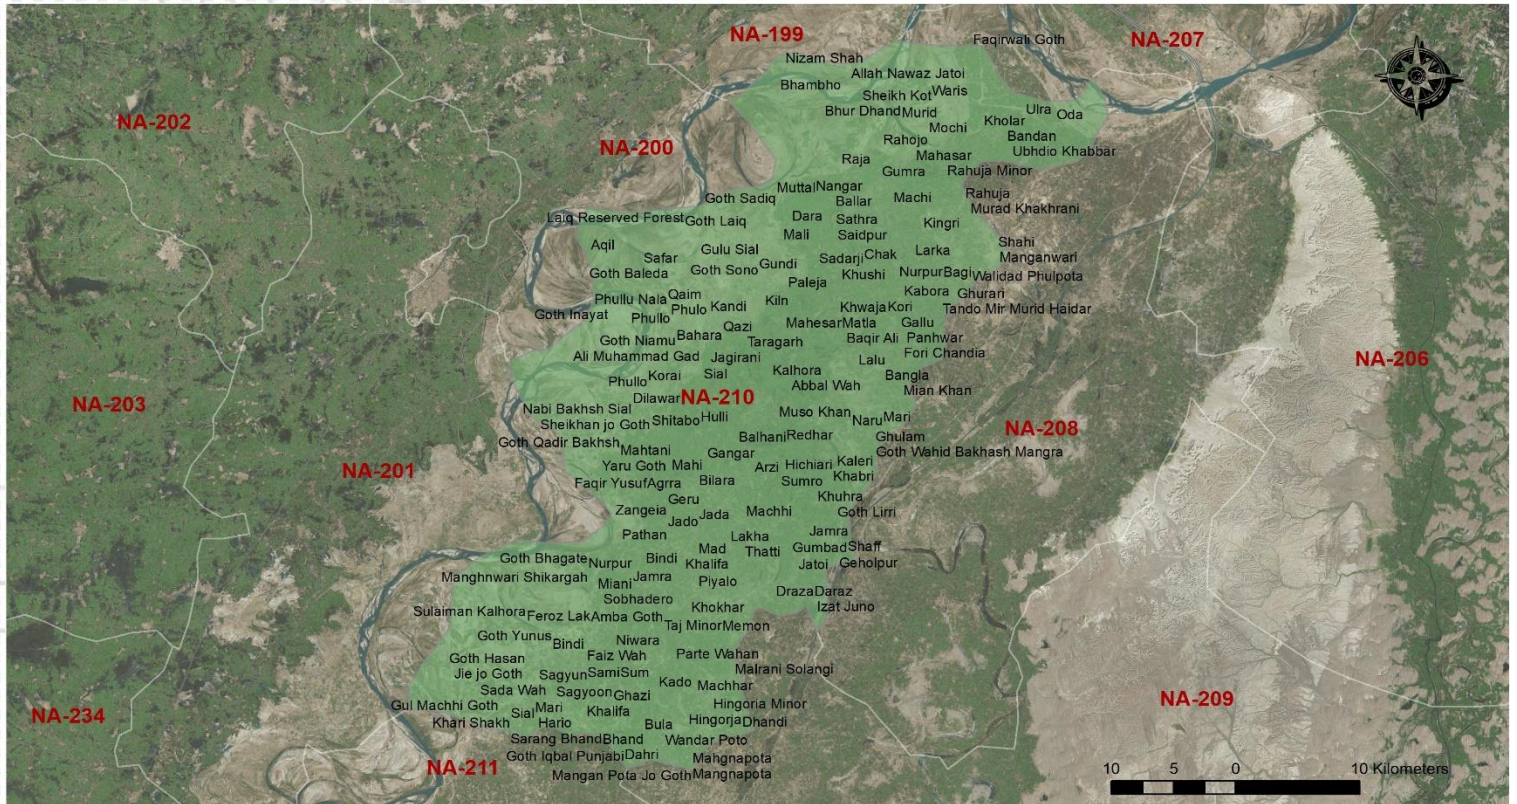 NA-199
Faqirwali Goth
NA-207
Nizam Shah
Allah Nawaz Jatoi
Bhambho
Sheikh Kot
Waris
Bhur Dhand
Murid
Ulra
Oda
NA-202
Kholar
Mochi
Bandan
NA-200
Rahojo
Ubhdio Khabbar
Raja
Mahasar
Gumra
Rahuja Minor
Muttal
Nangar
Goth Sadiq
Ballar
Machi
Rahuja
Murad Khakhrani
Laiq Reserved Forest
Goth Laiq
Dara
Sathra
Kingri
Mali
Saidpur
Aqil
Gulu Sial
Shahi
Safar
Sadarji
Chak
Larka
Manganwari
Goth Baleda
Goth Sono
Gundi
Khushi
Nurpur
Bagi
Walidad Phulpota
Paleja
Phullu Nala
Qaim
Kabora
Ghurari
Phulo
Kandi
Kiln
Khwaja
Kori
Tando Mir Murid Haidar
Goth Inayat
Phullo
Qazi
Mahesar
Matla
Gallu
Goth Niamu
Bahara
Taragarh
Baqir Ali
Panhwar
Ali Muhammad Gad
Jagirani
Lalu
Fori Chandia
NA-206
Phullo
Korai
Sial
Kalhora
Bangla
Abbal Wah
Mian Khan
Dilawar
NA-210
NA-203
Nabi Bakhsh Sial
Sheikhan jo Goth
Shitabo
Hulli
Muso Khan
Naru
Mari
NA-208
Goth Qadir Bakhsh
Mahtani
Balhani
Redhar
Ghulam
Gangar
Goth Wahid Bakhash Mangra
NA-201
Yaru Goth
Mahi
Arzi
Hichiari
Kaleri
Faqir Yusuf
Agrra
Bilara
Sumro
Khabri
Geru
Khuhra
Zangeia
Jado
Jada
Machhi
Goth Lirri
Pathan
Lakha
Jamra
Mad
Thatti
Gumbad
Shaff
Goth Bhagate
Nurpur
Bindi
Khalifa
Jatoi
Geholpur
Manghnwari Shikargah
Miani
Jamra
Piyalo
Sobhadero
Draza
Daraz
Sulaiman Kalhora
Feroz Lak
Amba Goth
Khokhar
Izat Juno
Taj Minor
Memon
Goth Yunus
Bindi
Niwara
Goth Hasan
Faiz Wah
Parte Wahan
Jie jo Goth
Sagyun
Sami
Sum
Malrani Solangi
Sada Wah
Sagyoon
Ghazi
Kado
Machhar
NA-209
Gul Machhi Goth
Sial
Mari
Khalifa
Hingoria Minor
NA-234
Khari Shakh
Hario
Bula
Hingorja
Dhandi
Sarang Bhand
Bhand
Wandar Poto
Goth Iqbal Punjabi
Dahri
Mahgnapota
NA-211
Mangan Pota Jo Goth
Mangnapota
10 5 0 10 Kilometers